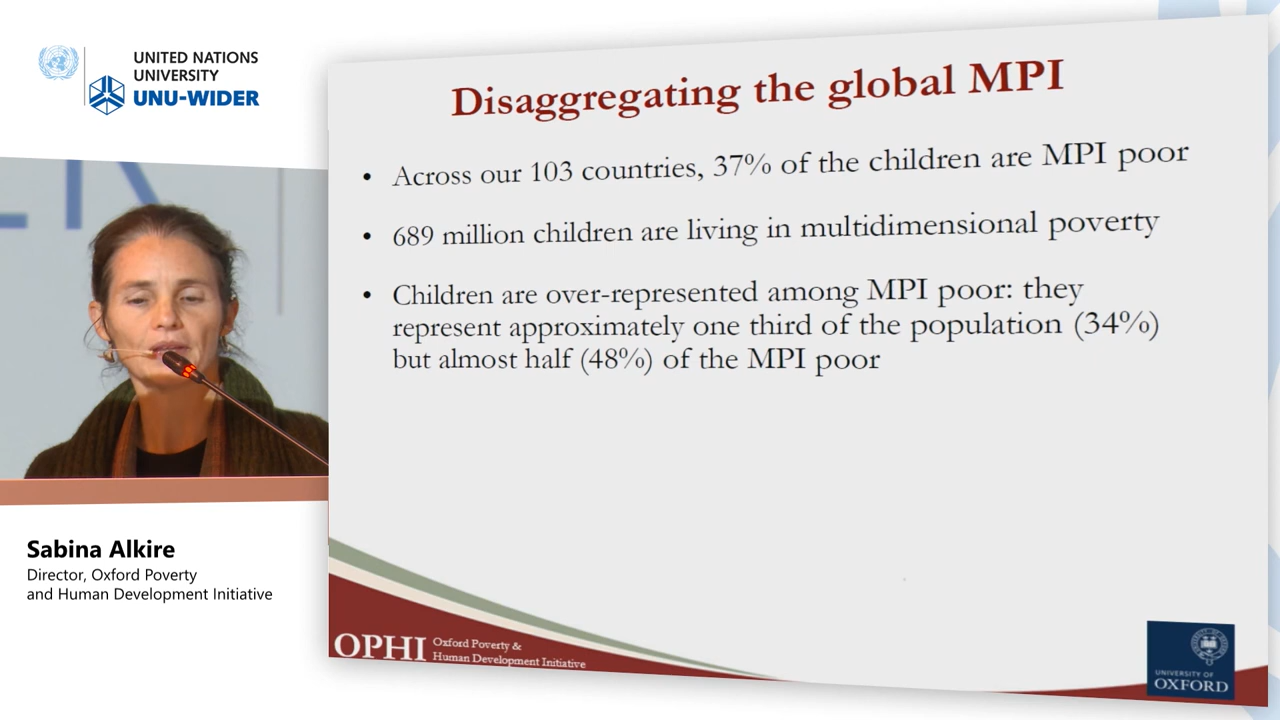 UNITED NATIONS
UNIVERSITY
UNU-WIDER
Sabina Alkire
Director, Oxford Poverty
and Human Development Initiative
Disaggregating the global MPI
• Across our 103 countries, 37% of the children are MPI poor
• 689 million children are living in multidimensional poverty
• Children are over-represented among MPI poor: they
represent approximately one third of the population (34%)
but almost half (48%) of the MPI poor
OPHI
Oxford Poverty &
Human Development Initiative
UNIVERSITY OF
OXFORD